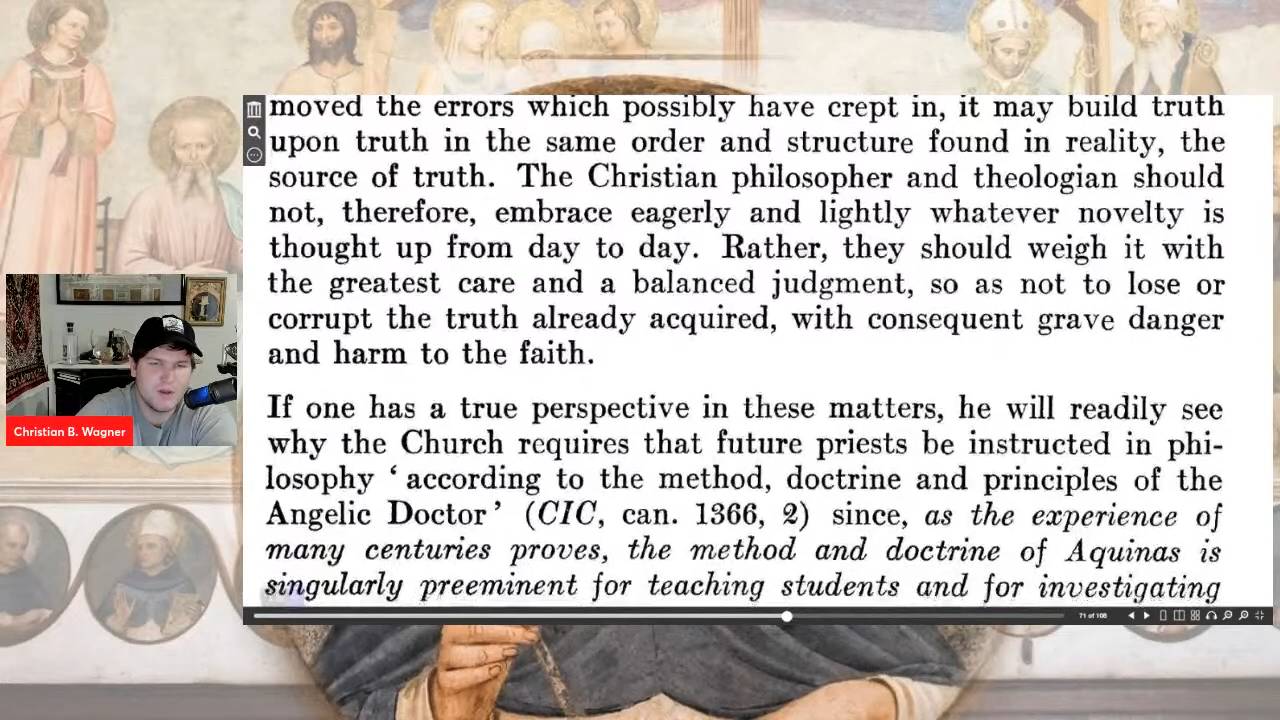 moved the errors which possibly have crept in, it may build truth
upon truth in the same order and structure found in reality, the
source of truth. The Christian philosopher and theologian should
not, therefore, embrace eagerly and lightly whatever novelty is
thought up from day to day. Rather, they should weigh it with
the greatest care and a balanced judgment, so as not to lose or
corrupt the truth already acquired, with consequent grave danger
and harm to the faith.
If one has a true perspective in these matters, he will readily see
why the Church requires that future priests be instructed in phi-
losophy ‘according to the method, doctrine and principles of the
Angelic Doctor’ (CIC, can. 1366, 2) since, as the experience of
many centuries proves, the method and doctrine of Aquinas is
singularly preeminent for teaching students and for investigating
71 of 108
Christian B. Wagner